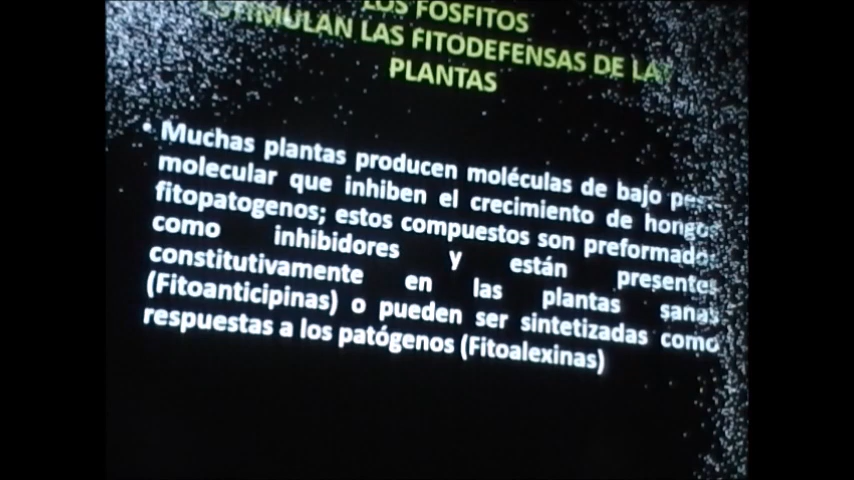 LOS FOSFITOS
ESTIMULAN LAS FITODEFENSAS DE LAS
PLANTAS
• Muchas plantas producen moléculas de bajo peso
molecular que inhiben el crecimiento de hongos
fitopatogenos; estos compuestos son preformados
como inhibidores y están presentes
constitutivamente en las plantas sanas
(Fitoanticipinas) o pueden ser sintetizadas como
respuestas a los patógenos (Fitoalexinas)